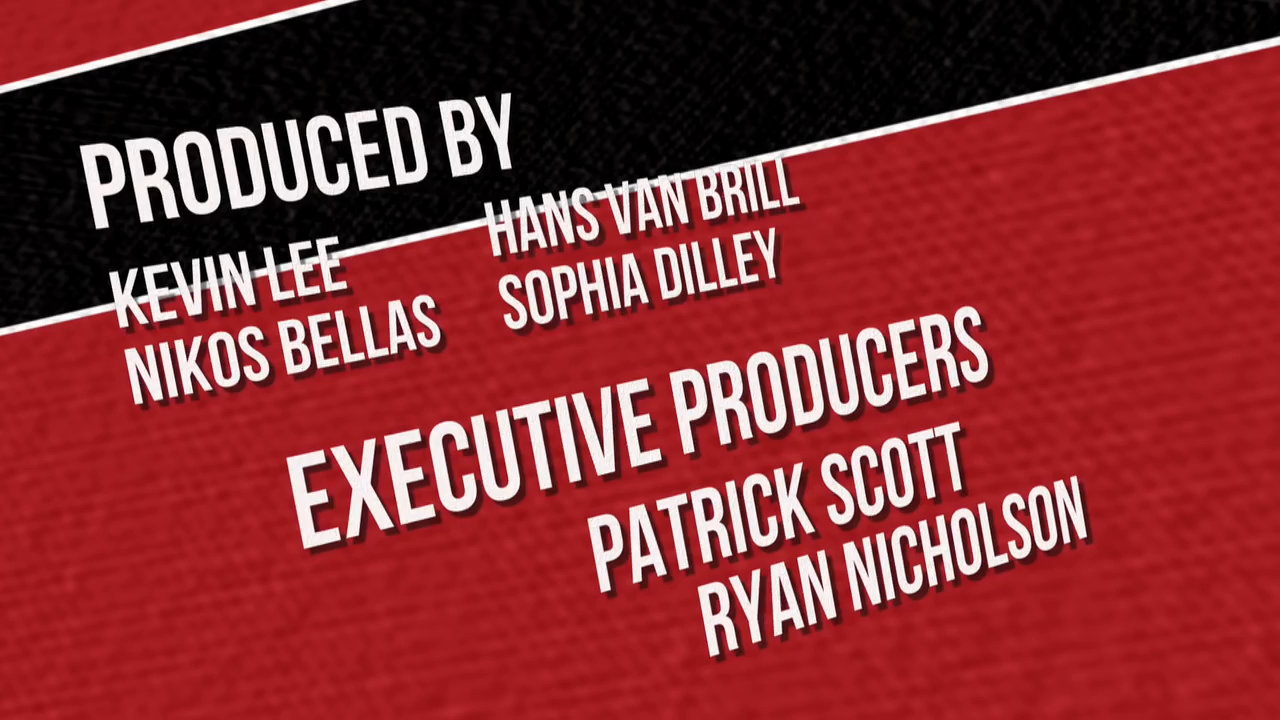 PRODUCED BY
KEVIN LEE
NIKOS BELLAS
HANS VAN BRILL
SOPHIA DILLEY
EXECUTIVE PRODUCERS
PATRICK SCOTT
RYAN NICHOLSON